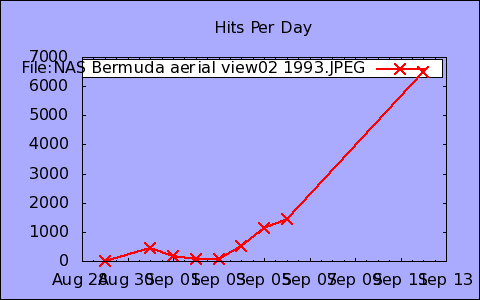 Hits Per Day
7000
File:NAS Bermuda aerial view02 1993.JPEG
6000
5000
4000
3000
2000
1000
0
Aug 28 Aug 30 Sep 01 Sep 03 Sep 05 Sep 07 Sep 09 Sep 11 Sep 13